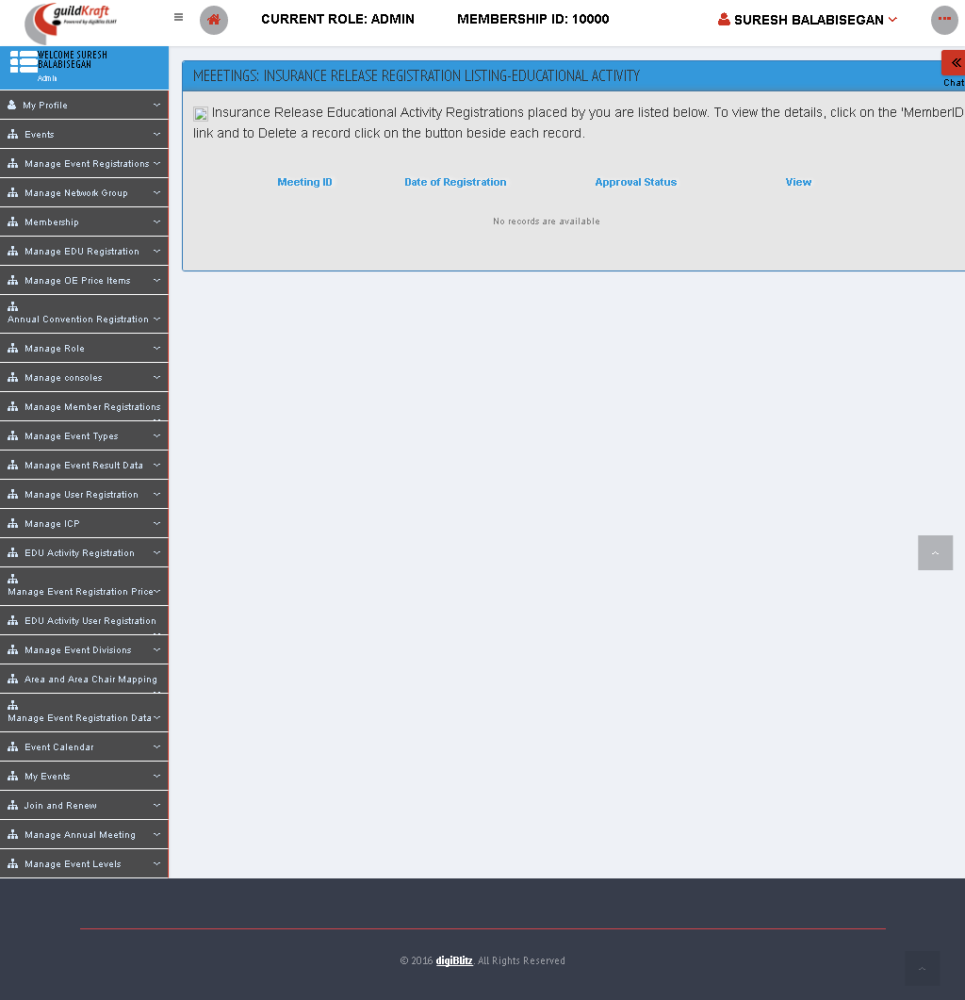 guildKraft
Powered by digiBlitz ELMT
CURRENT ROLE: ADMIN
MEMBERSHIP ID: 10000
SURESH BALABISEGAN
WELCOME SURESH
BALABISEGAN
Admin
Chat
My Profile
Events
Manage Event Registrations
Manage Network Group
Membership
Manage EDU Registration
Manage OE Price Items
Annual Convention Registration
Manage Role
Manage consoles
Manage Member Registrations
Manage Event Types
Manage Event Result Data
Manage User Registration
Manage ICP
EDU Activity Registration
Manage Event Registration Price
EDU Activity User Registration
Manage Event Divisions
Area and Area Chair Mapping
Manage Event Registration Data
Event Calendar
My Events
Join and Renew
Manage Annual Meeting
Manage Event Levels
MEEETINGS: INSURANCE RELEASE REGISTRATION LISTING-EDUCATIONAL ACTIVITY
Insurance Release Educational Activity Registrations placed by you are listed below. To view the details, click on the 'MemberID
link and to Delete a record click on the button beside each record.
Meeting ID Date of Registration Approval Status View
No records are available
© 2016 digiBlitz. All Rights Reserved